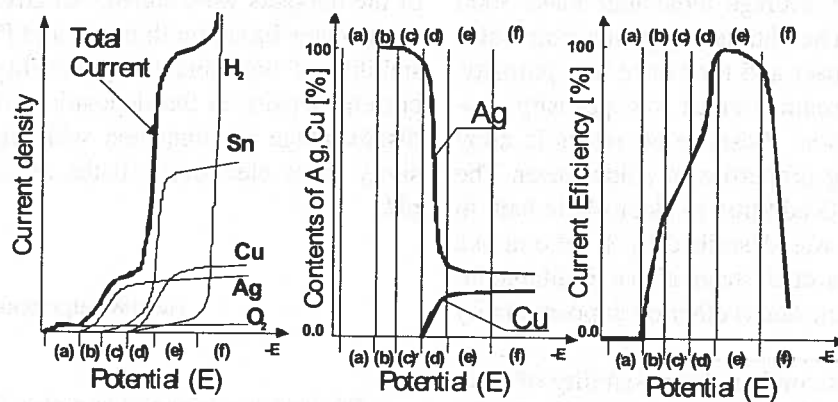 Total
Current
H₂
Sn
Cu
Ag
O₂
Current density
(a) (b) (c) (d) (e) (f) -E
Potential (E)
(a) (b) (c) (d) (e) (f)
100
Ag
Cu
0.0
Contents of Ag,Cu [%]
(a) (b) (c) (d) (e) (f) -E
Potential (E)
(a) (b) (c) (d) (e) (f)
100
0.0
Current Eficiency [%]
(a) (b) (c) (d) (e) (f) -E
Potential (E)